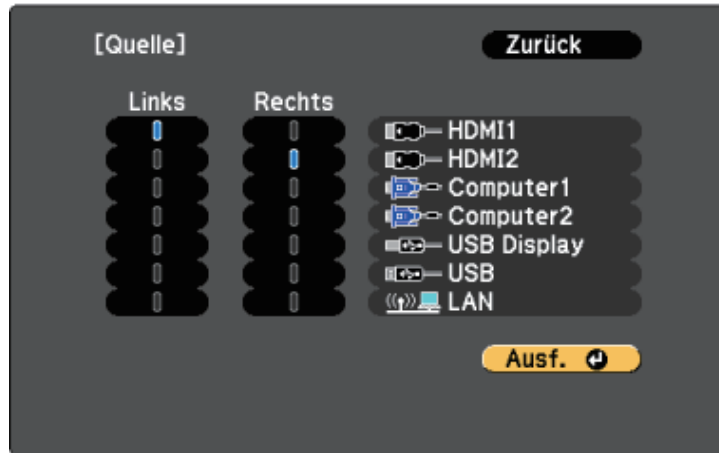 [Quelle] Zurück
Links Rechts
HDMI1
HDMI2
Computer1
Computer2
USB Display
USB
LAN
Ausf.